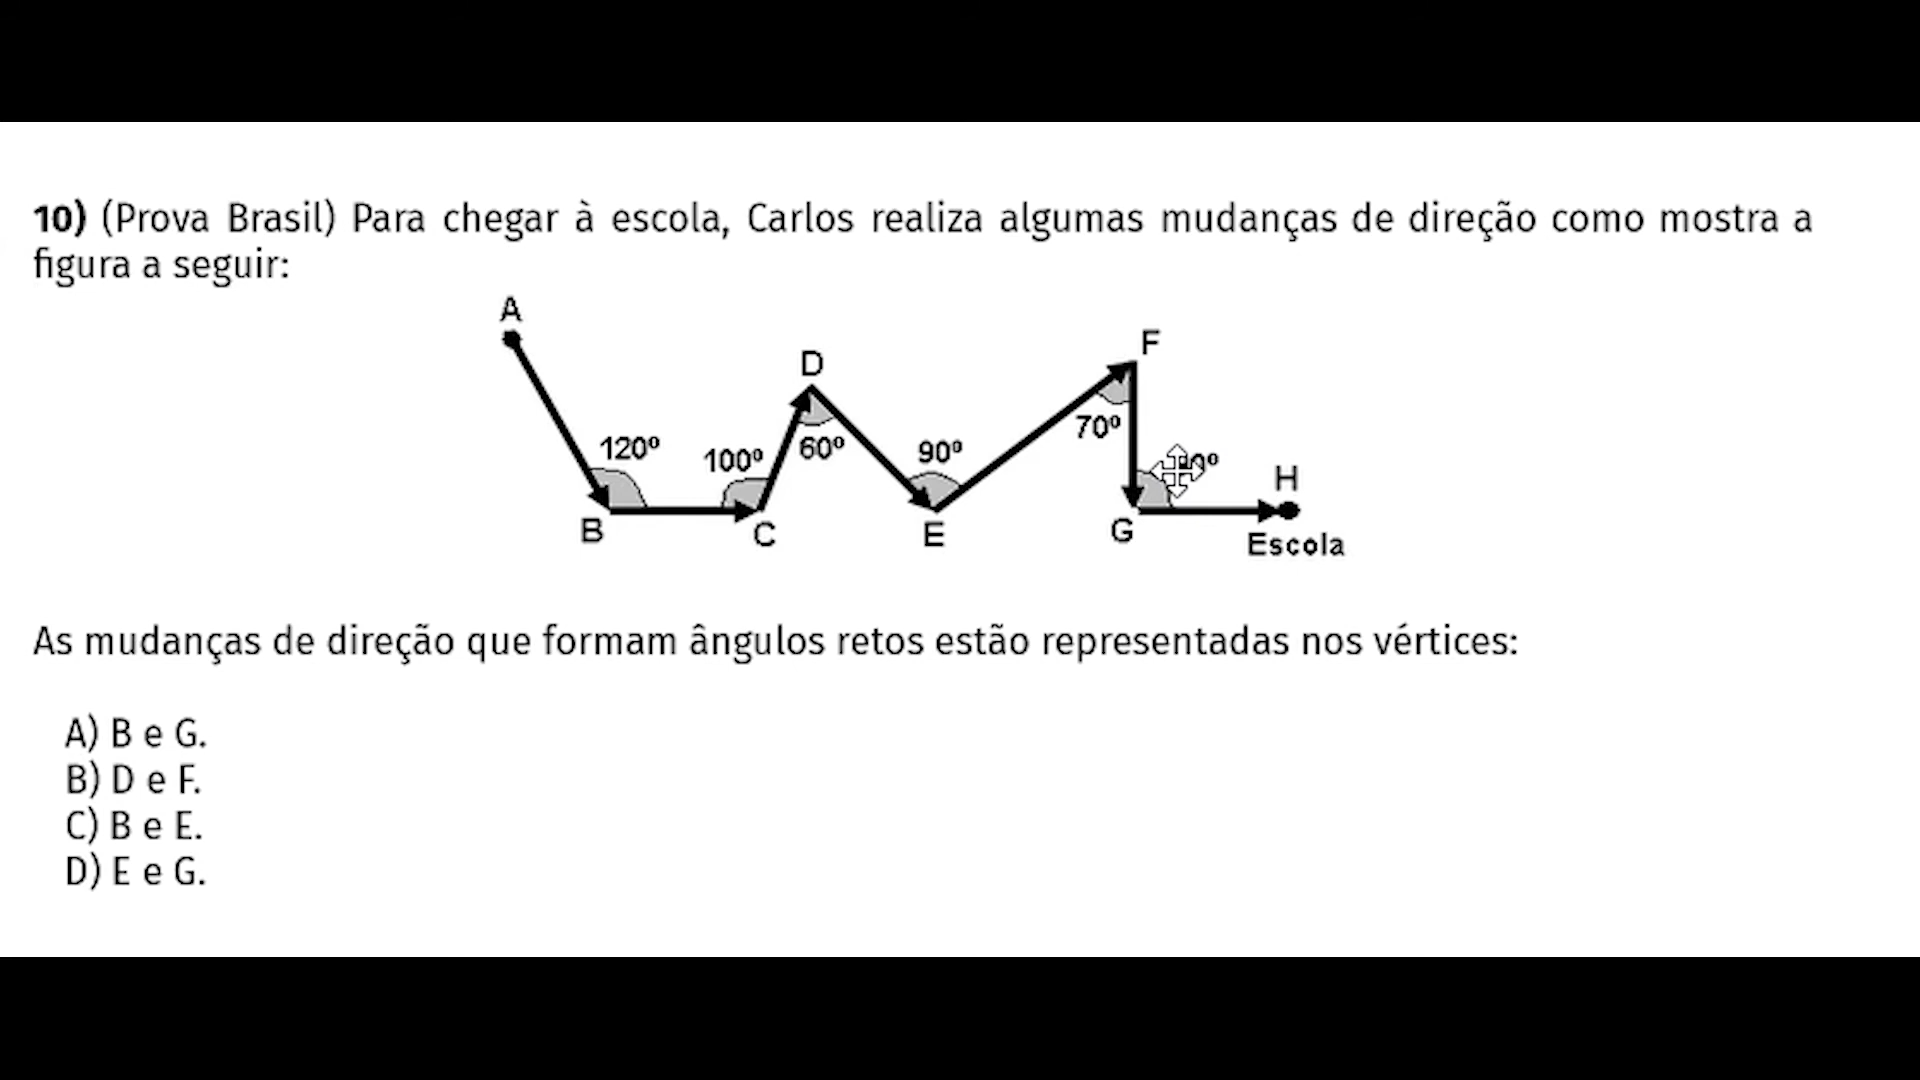 10) (Prova Brasil) Para chegar à escola, Carlos realiza algumas mudanças de direção como mostra a
figura a seguir:
A
F
D
120º
100º
60º
90º
70º
H
B
C
E
G
Escola
As mudanças de direção que formam ângulos retos estão representadas nos vértices:
A) B e G.
B) D e F.
C) B e E.
D) E e G.